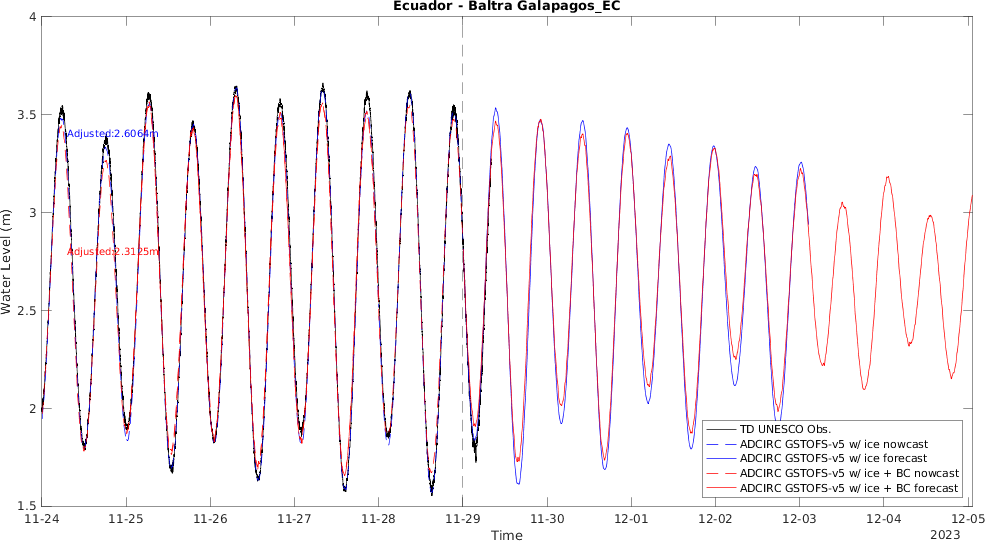 Ecuador - Baltra Galapagos_EC
4
3.5
3
2.5
2
1.5
Water Level (m)
Adjusted:2.6064m
Adjusted:2.3125m
TD UNESCO Obs.
ADCIRC GSTOFS-v5 w/ ice nowcast
ADCIRC GSTOFS-v5 w/ ice forecast
ADCIRC GSTOFS-v5 w/ ice + BC nowcast
ADCIRC GSTOFS-v5 w/ ice + BC forecast
11-24 11-25 11-26 11-27 11-28 11-29 11-30 12-01 12-02 12-03 12-04 12-05
Time
2023